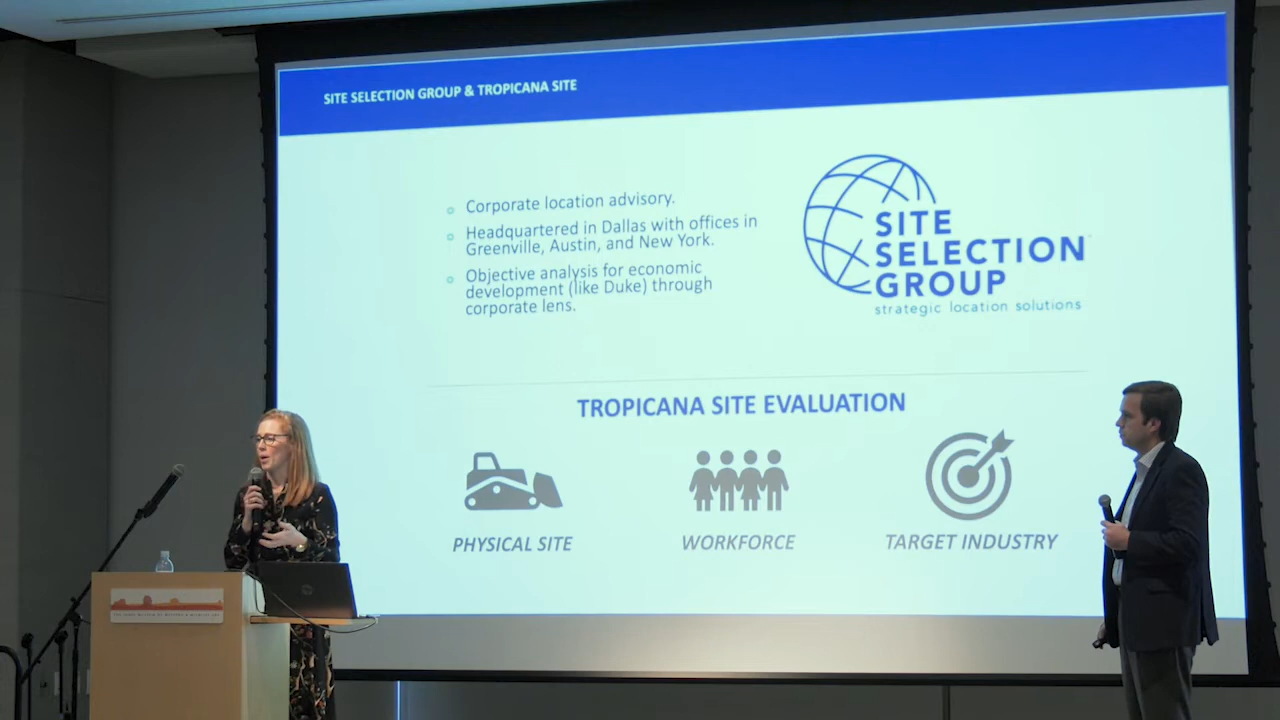 SITE SELECTION GROUP & TROPICANA SITE
Corporate location advisory.
Headquartered in Dallas with offices in
Greenville, Austin, and New York.
Objective analysis for economic
development (like Duke) through
corporate lens.
SITE
SELECTION
GROUP
strategic location solutions
TROPICANA SITE EVALUATION
PHYSICAL SITE
WORKFORCE
TARGET INDUSTRY
hp